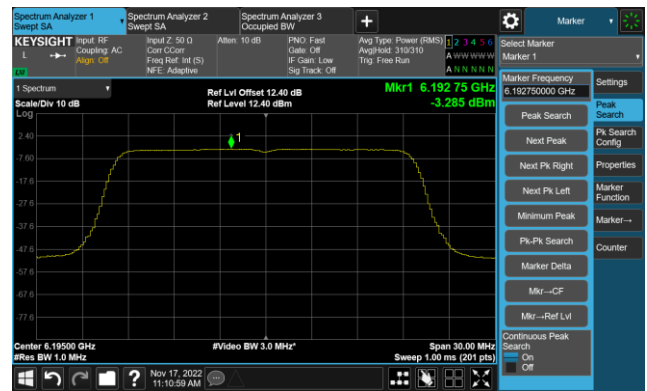 Spectrum Analyzer 1
Swept SA
Spectrum Analyzer 2
Swept SA
Spectrum Analyzer 3
Occupied BW
+
Marker
KEYSIGHT
L
LW
Input: RF
Coupling: AC
Align: Off
Input Z: 50 Ω
Corr CCorr
Freq Ref: Int (S)
NFE: Adaptive
Atten: 10 dB
PNO: Fast
Gate: Off
IF Gain: Low
Sig Track: Off
Avg Type: Power (RMS)
Avg|Hold: 310/310
Trig: Free Run
1 2 3 4 5 6
A W W W W W
A N N N N N
Select Marker
Marker 1
1 Spectrum
Scale/Div 10 dB
Log
Ref Lvl Offset 12.40 dB
Ref Level 12.40 dBm
Mkr1 6.192 75 GHz
-3.285 dBm
1
2.40
-7.60
-17.6
-27.6
-37.6
-47.6
-57.6
-67.6
-77.6
Center 6.19500 GHz
#Res BW 1.0 MHz
#Video BW 3.0 MHz*
Span 30.00 MHz
Sweep 1.00 ms (201 pts)
Marker Frequency
6.192750000 GHz
Peak Search
Next Peak
Next Pk Right
Next Pk Left
Minimum Peak
Pk-Pk Search
Marker Delta
Mkr→CF
Mkr→Ref Lvl
Continuous Peak
Search
On
Off
Settings
Peak
Search
Pk Search
Config
Properties
Marker
Function
Marker→
Counter
?
Nov 17, 2022
11:10:59 AM